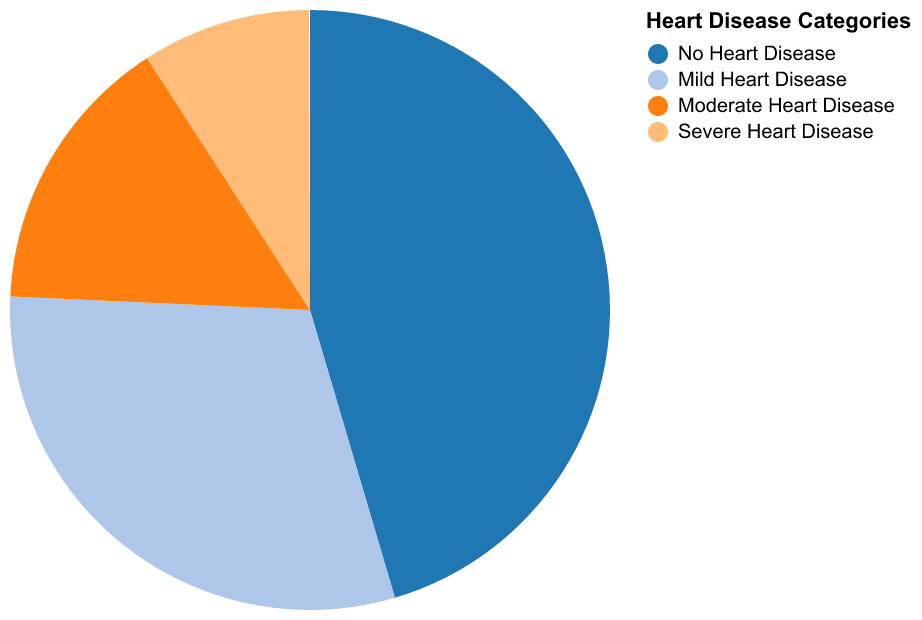 Heart Disease Categories
No Heart Disease
Mild Heart Disease
Moderate Heart Disease
Severe Heart Disease